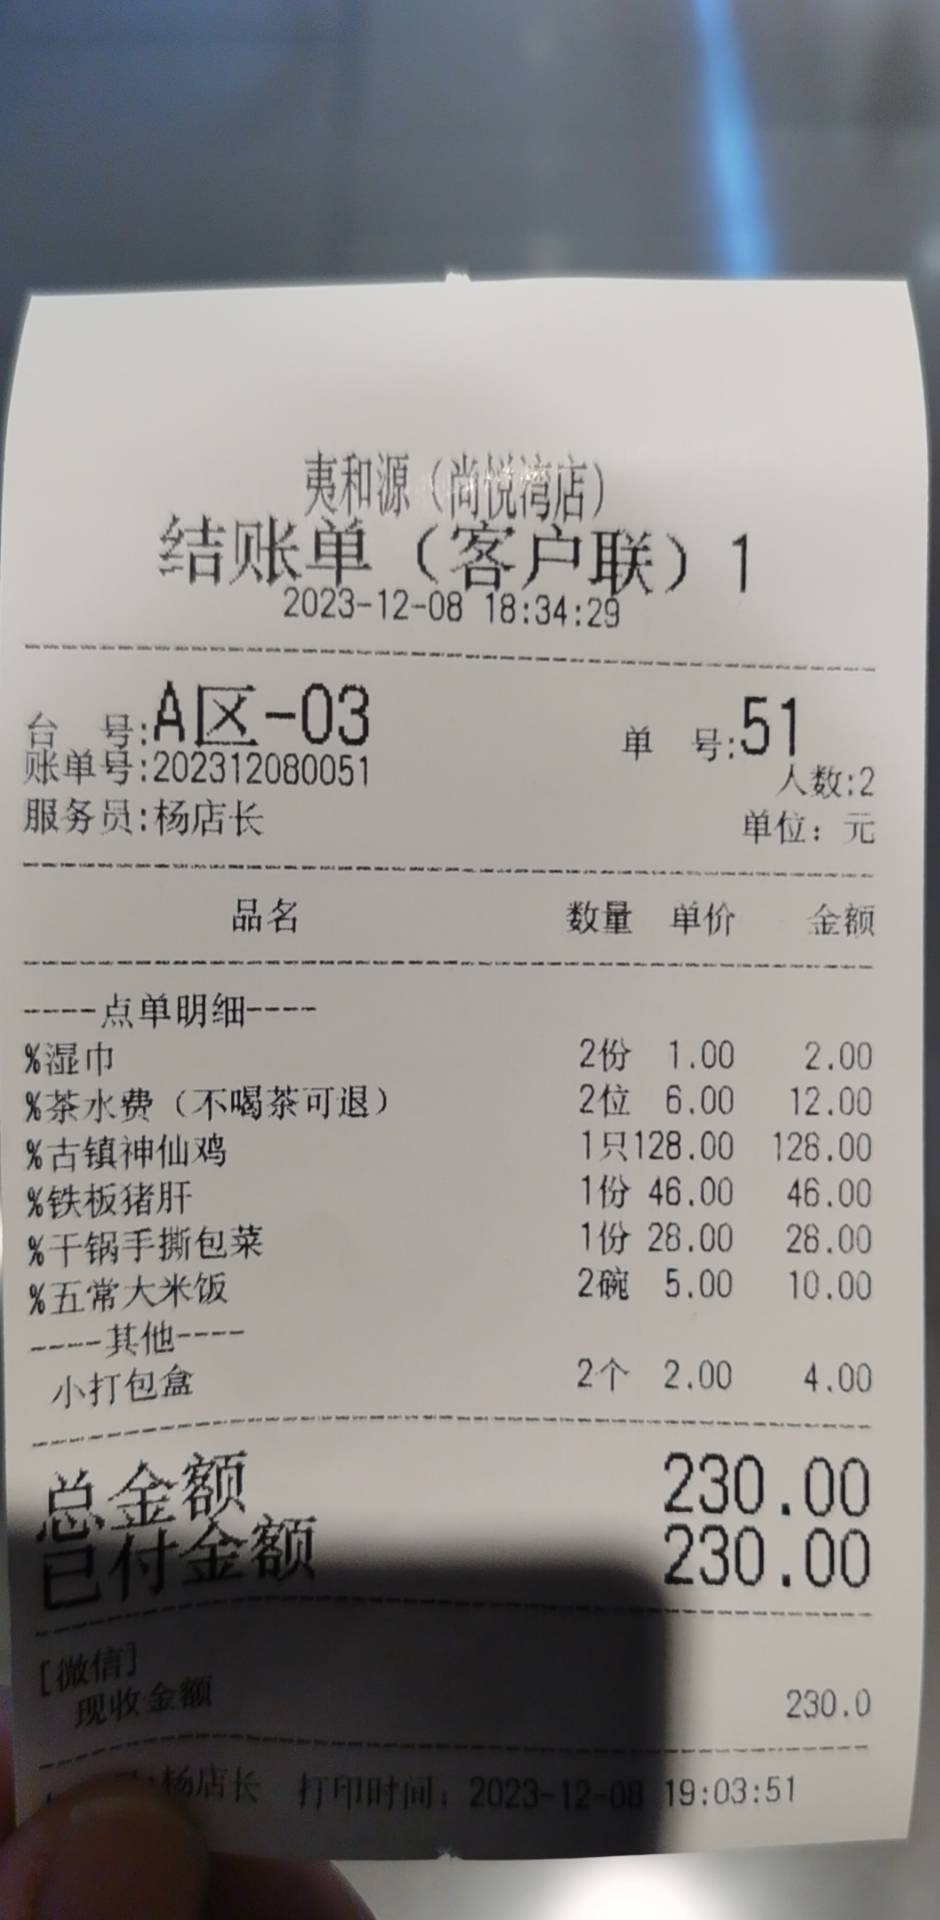 夷和源（尚悦湾店）
结账单（客户联）1
2023-12-08 18:34:29
台 号:A区-03 单 号:51
账单号:202312080051 人数:2
服务员:杨店长 单位：元
品名 数量 单价 金额
----点单明细----
%湿巾 2份 1.00 2.00
%茶水费（不喝茶可退） 2位 6.00 12.00
%古镇神仙鸡 1只128.00 128.00
%铁板猪肝 1份 46.00 46.00
%干锅手撕包菜 1份 28.00 28.00
%五常大米饭 2碗 5.00 10.00
----其他----
小打包盒 2个 2.00 4.00
总金额 230.00
已付金额 230.00
[微信]
现收金额 230.0
:杨店长 打印时间：2023-12-08 19:03:51